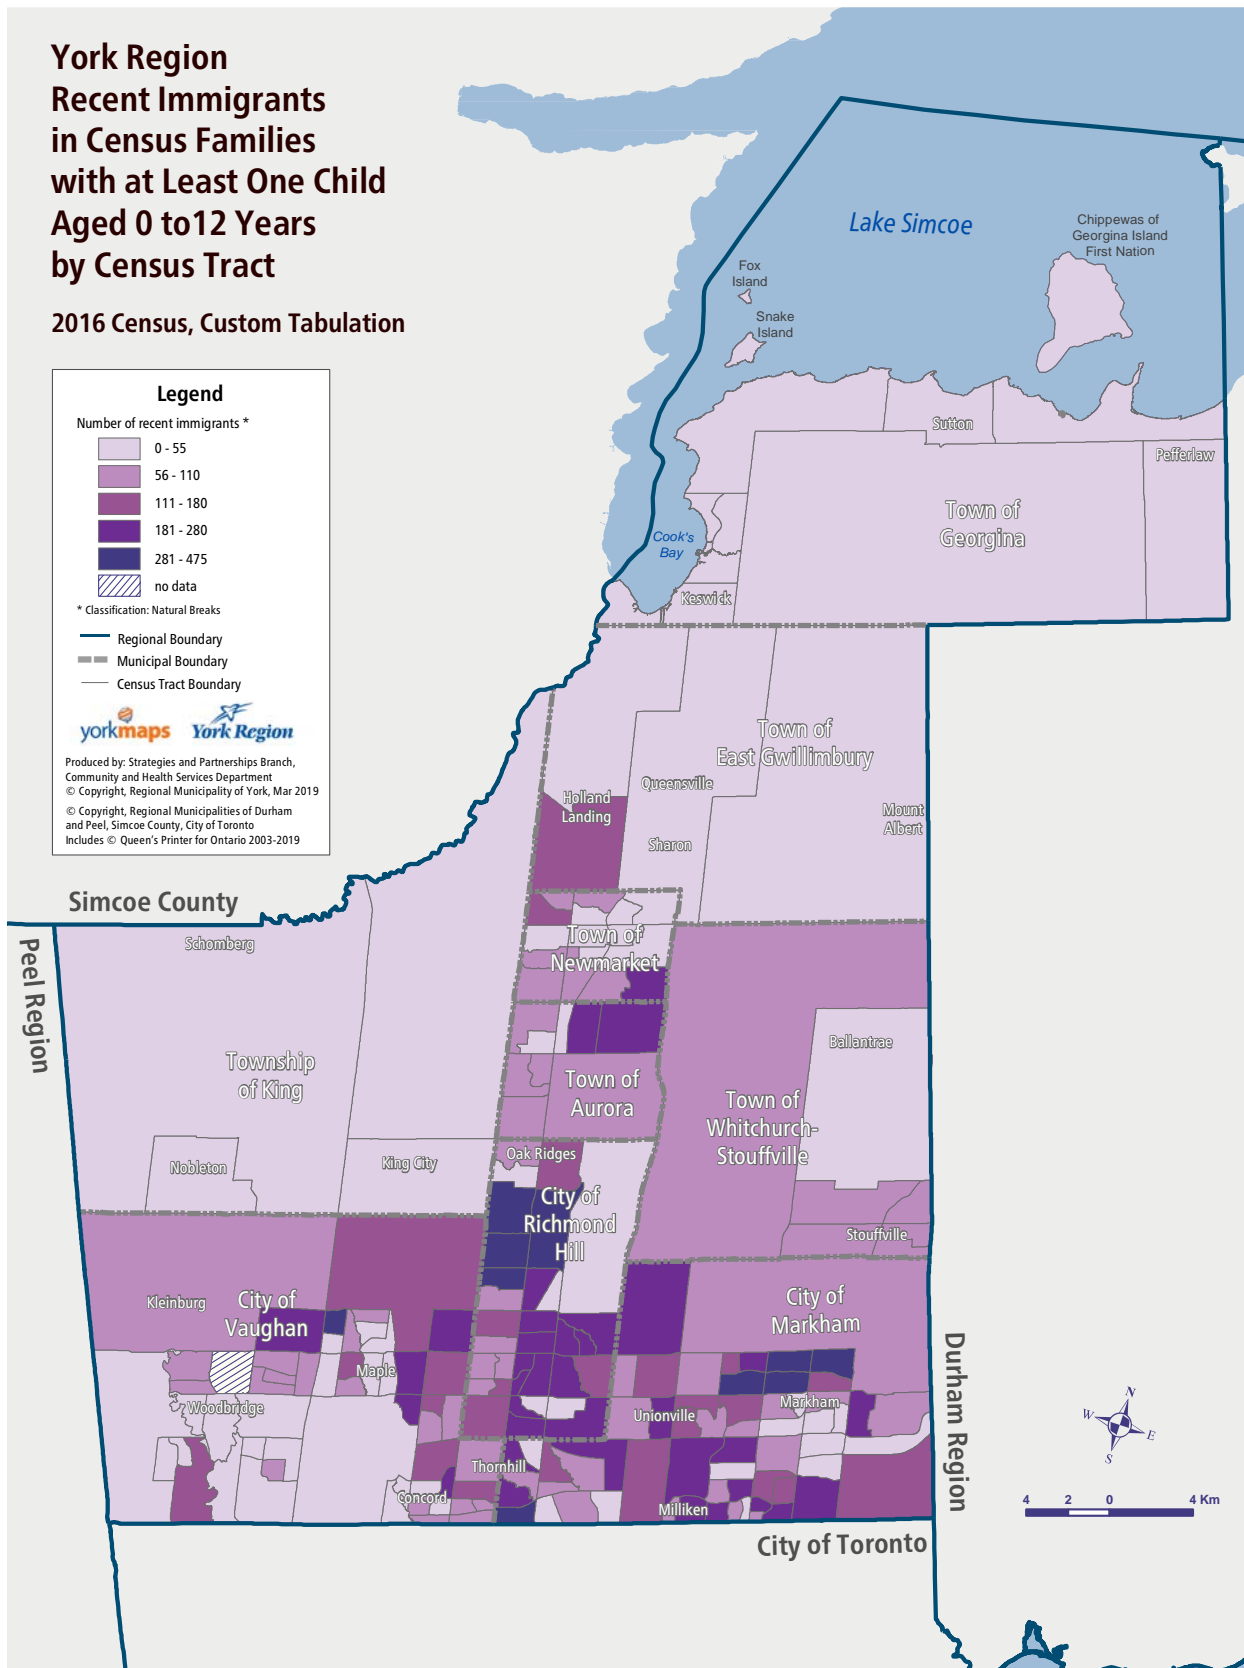 York Region
Recent Immigrants
in Census Families
with at Least One Child
Aged 0 to12 Years
by Census Tract
2016 Census, Custom Tabulation
Legend
Number of recent immigrants *
0 - 55
56 - 110
111 - 180
181 - 280
281 - 475
no data
* Classification: Natural Breaks
Regional Boundary
Municipal Boundary
Census Tract Boundary
yorkmaps
York Region
Produced by: Strategies and Partnerships Branch,
Community and Health Services Department
© Copyright, Regional Municipality of York, Mar 2019
© Copyright, Regional Municipalities of Durham
and Peel, Simcoe County, City of Toronto
Includes © Queen's Printer for Ontario 2003-2019
Lake Simcoe
Chippewas of
Georgina Island
First Nation
Fox
Island
Snake
Island
Sutton
Pefferlaw
Town of
Georgina
Cook's
Bay
Keswick
Town of
East Gwillimbury
Queensville
Holland
Landing
Mount
Albert
Sharon
Simcoe County
Peel Region
Schomberg
Town of
Newmarket
Ballantrae
Township
of King
Town of
Aurora
Town of
Whitchurch-
Stouffville
Nobleton
King City
Oak Ridges
City of
Richmond
Hill
Stouffville
Kleinburg
City of
Vaughan
City of
Markham
Durham Region
Maple
Woodbridge
Unionville
Markham
Thornhill
Concord
Milliken
N
W
E
S
4 2 0 4 Km
City of Toronto